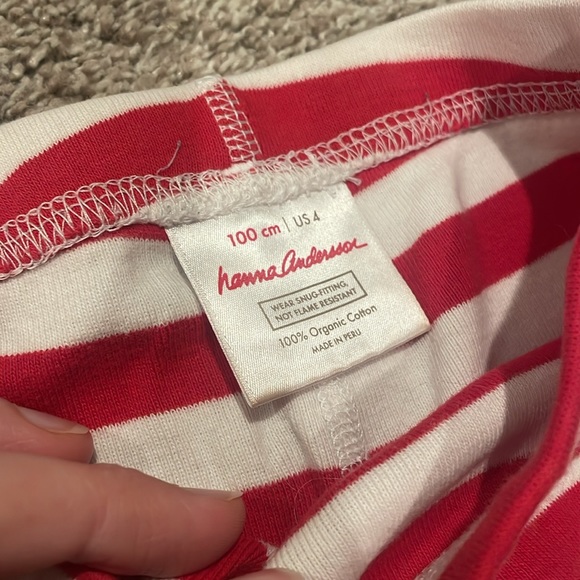 100 cm | US 4
hanna Andersson
WEAR SNUG-FITTING,
NOT FLAME RESISTANT
100% Organic Cotton
MADE IN PERU